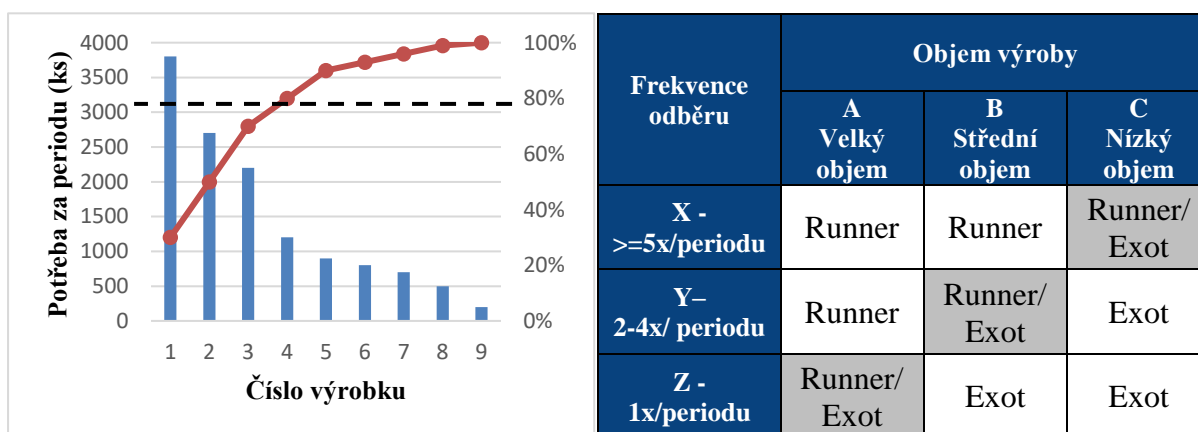 Potřeba za periodu (ks)
4000
3500
3000
2500
2000
1500
1000
500
0
100%
80%
60%
40%
20%
0%
1 2 3 4 5 6 7 8 9
Číslo výrobku
Frekvence
odběru
Objem výroby
A
Velký
objem
B
Střední
objem
C
Nízký
objem
X -
>=5x/periodu
Runner
Runner
Runner/
Exot
Y–
2-4x/ periodu
Runner
Runner/
Exot
Exot
Z -
1x/periodu
Runner/
Exot
Exot
Exot